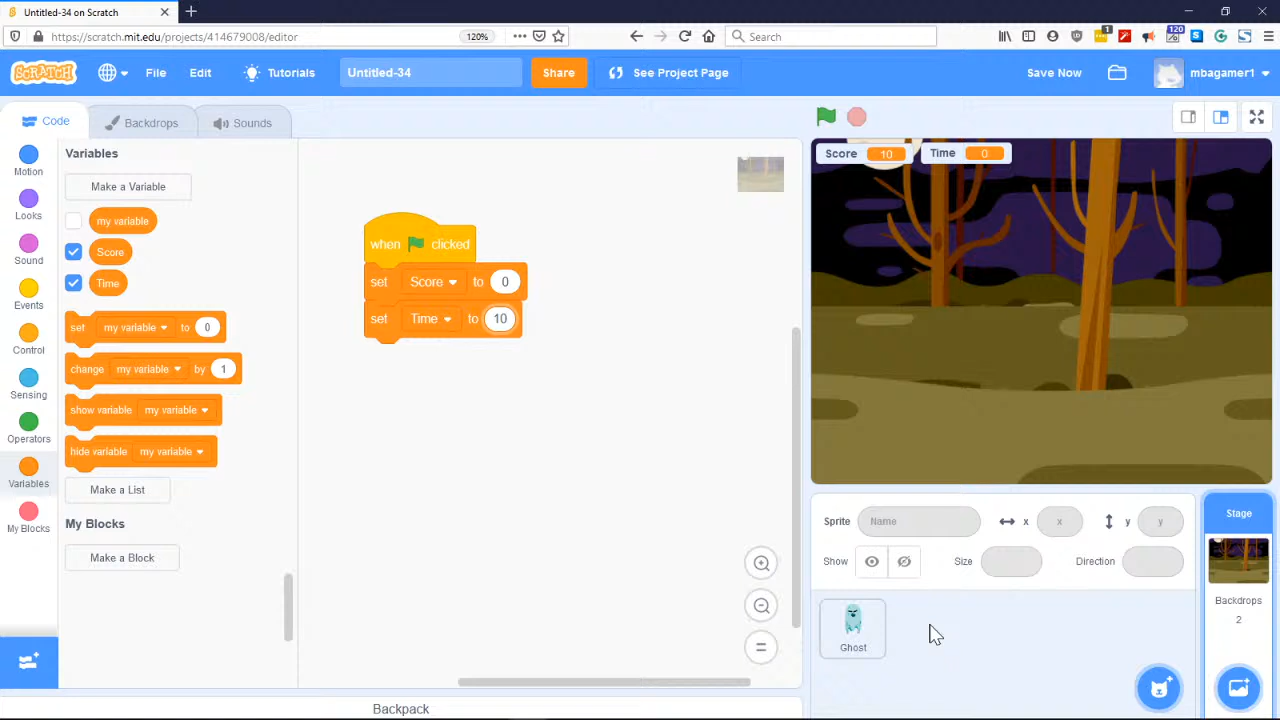 Untitled-34 on Scratch
https://scratch.mit.edu/projects/414679008/editor
120%
Search
1
120
SCRATCH
File
Edit
Tutorials
Untitled-34
Share
See Project Page
Save Now
mbagamer1
Code
Backdrops
Sounds
Motion
Looks
Sound
Events
Control
Sensing
Operators
Variables
My Blocks
Variables
Make a Variable
my variable
Score
Time
set my variable to 0
change my variable by 1
show variable my variable
hide variable my variable
Make a List
My Blocks
Make a Block
when clicked
set Score to 0
set Time to 10
Backpack
Score 10
Time 0
Sprite Name x x y y
Show Size Direction
Ghost
Stage
Backdrops
2